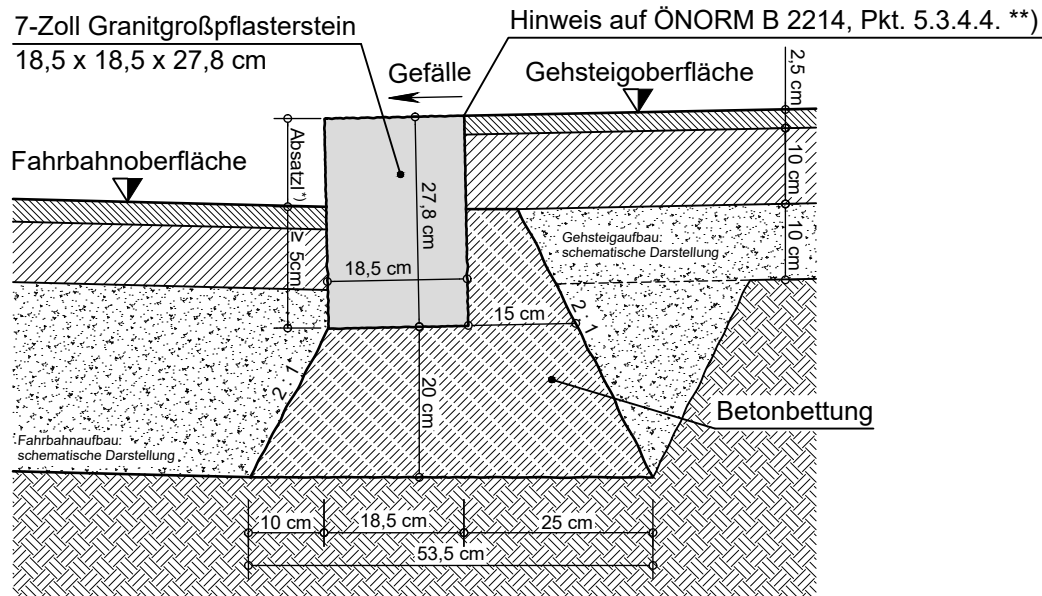 7-Zoll Granitgroßpflasterstein
18,5 x 18,5 x 27,8 cm
Hinweis auf ÖNORM B 2214, Pkt. 5.3.4.4. **)
Gefälle
Gehsteigoberfläche
2,5 cm
10 cm
10 cm
Absatzl*)
≥ 5cm
Fahrbahnoberfläche
27,8 cm
18,5 cm
Gehsteigaufbau:
schematische Darstellung
15 cm
2 : 1
2 : 1
20 cm
Betonbettung
Fahrbahnaufbau:
schematische Darstellung
10 cm
18,5 cm
25 cm
53,5 cm